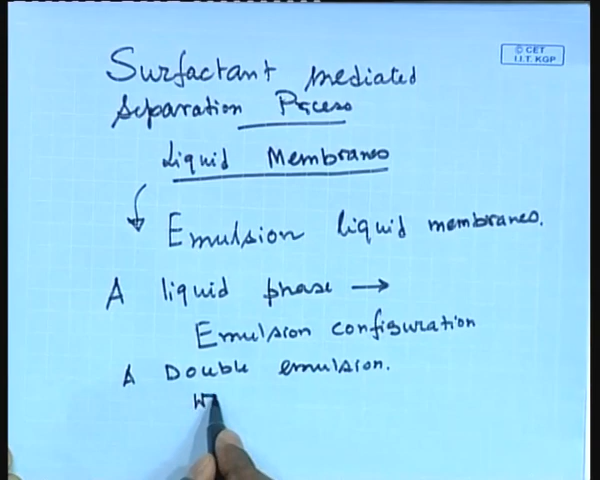 © CET
I.I.T. KGP
Surfactant mediated
Separation Process
Liquid Membranes
Emulsion liquid membranes.
A liquid phase →
Emulsion configuration
A Double emulsion.
W